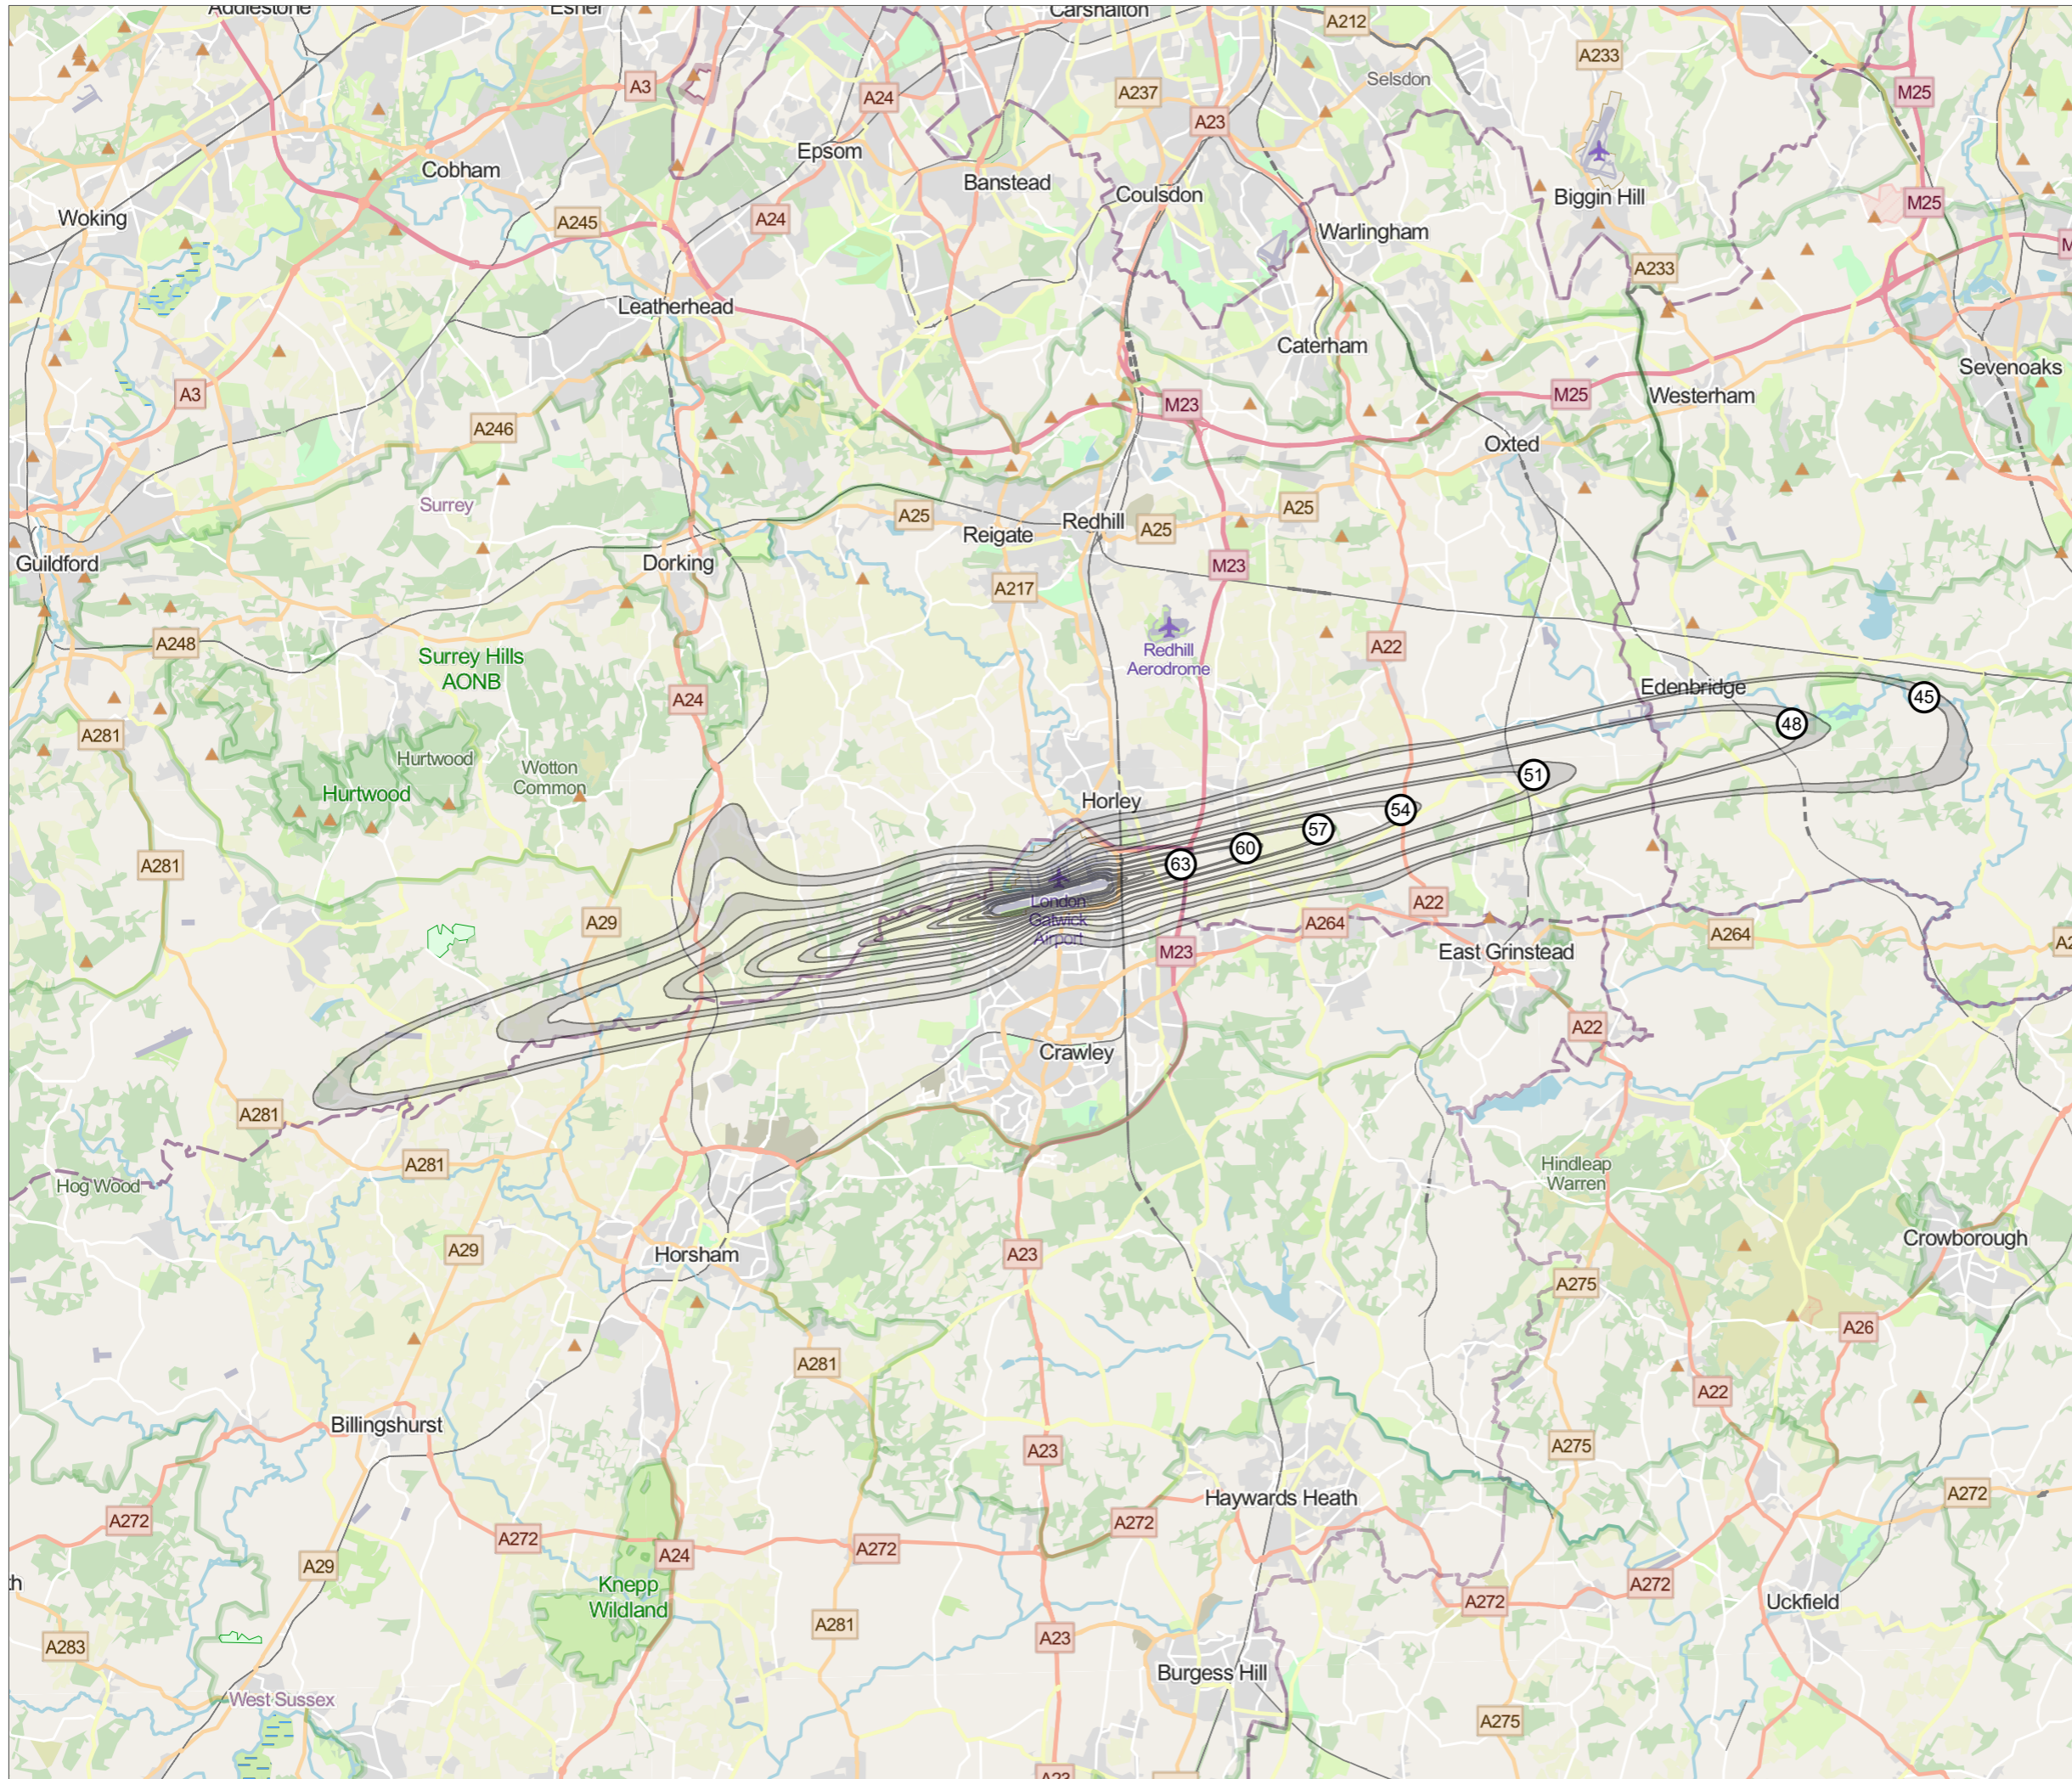 Addlestone
Esher
Carshalton
A212
A233
A3
A24
A237
Selsdon
M25
A23
Epsom
Cobham
Banstead
Coulsdon
Biggin Hill
M25
Woking
A245
A24
Warlingham
M
A233
Leatherhead
Caterham
Sevenoaks
A3
M23
M25
Westerham
A246
Oxted
Surrey
A25
Reigate
Redhill
A25
A25
Guildford
Dorking
M23
A217
A248
Surrey Hills
AONB
Redhill
Aerodrome
A22
A24
Edenbridge
45
48
A281
Hurtwood
Wotton
Common
51
Hurtwood
Horley
54
57
60
63
A281
A29
London
Gatwick
Airport
A22
A264
A264
A2
M23
East Grinstead
A22
Crawley
A281
A281
Hog Wood
Hindleap
Warren
A29
Horsham
A23
Crowborough
A275
A26
A281
A22
Billingshurst
A23
A275
A272
A272
A272
A24
A272
A272
Haywards Heath
A29
Knepp
Wildland
A272
A272
Uckfield
th
A283
A281
A23
Burgess Hill
West Sussex
A275
A23